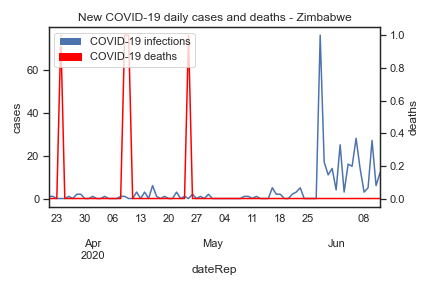 New COVID-19 daily cases and deaths - Zimbabwe
COVID-19 infections
COVID-19 deaths
cases
60
40
20
0
deaths
1.0
0.8
0.6
0.4
0.2
0.0
23 30 06 13 20 27 04 11 18 25 08
Apr May Jun
2020
dateRep